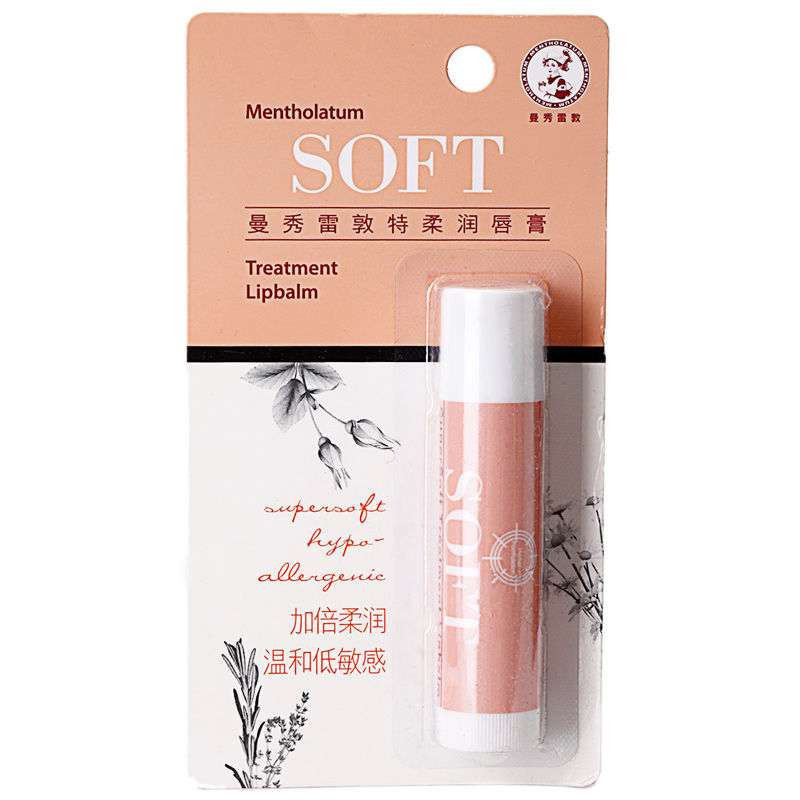 MENTHOLATUM
曼秀雷敦
Mentholatum
SOFT
曼秀雷敦特柔润唇膏
Treatment
Lipbalm
supersoft
hypo-
allergenic
加倍柔润
温和低敏感
SOFT